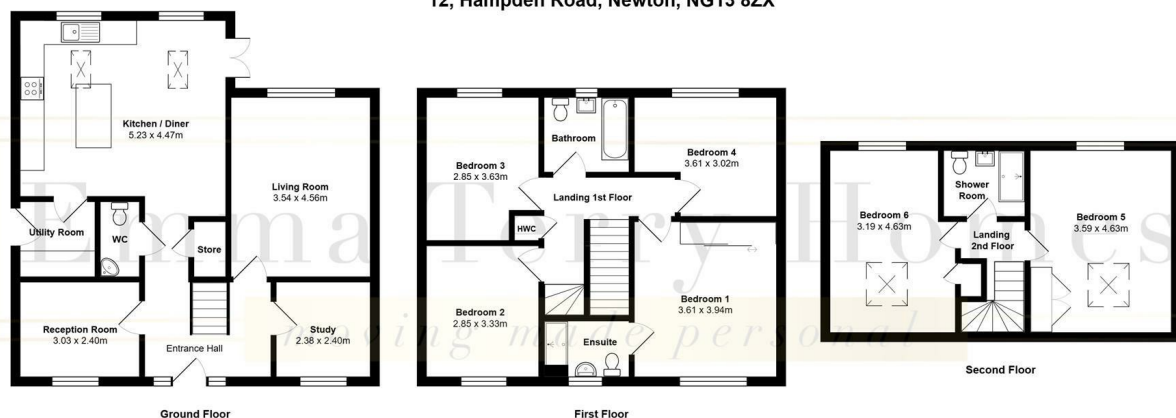 12, Hampden Road, Newton, NG13 8ZX
Kitchen / Diner
5.23 x 4.47m
Living Room
3.54 x 4.56m
Utility Room
WC
Store
Reception Room
3.03 x 2.40m
Entrance Hall
Study
2.38 x 2.40m
Ground Floor
Bathroom
Bedroom 3
2.85 x 3.63m
Bedroom 4
3.61 x 3.02m
Landing 1st Floor
HWC
Bedroom 2
2.85 x 3.33m
Bedroom 1
3.61 x 3.94m
Ensuite
First Floor
Shower
Room
Bedroom 6
3.19 x 4.63m
Landing
2nd Floor
Bedroom 5
3.59 x 4.63m
Second Floor
Emma Terry Homes
moving made personal